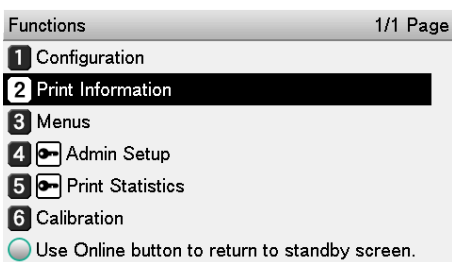 Functions 1/1 Page
1 Configuration
2 Print Information
3 Menus
4 Admin Setup
5 Print Statistics
6 Calibration
Use Online button to return to standby screen.